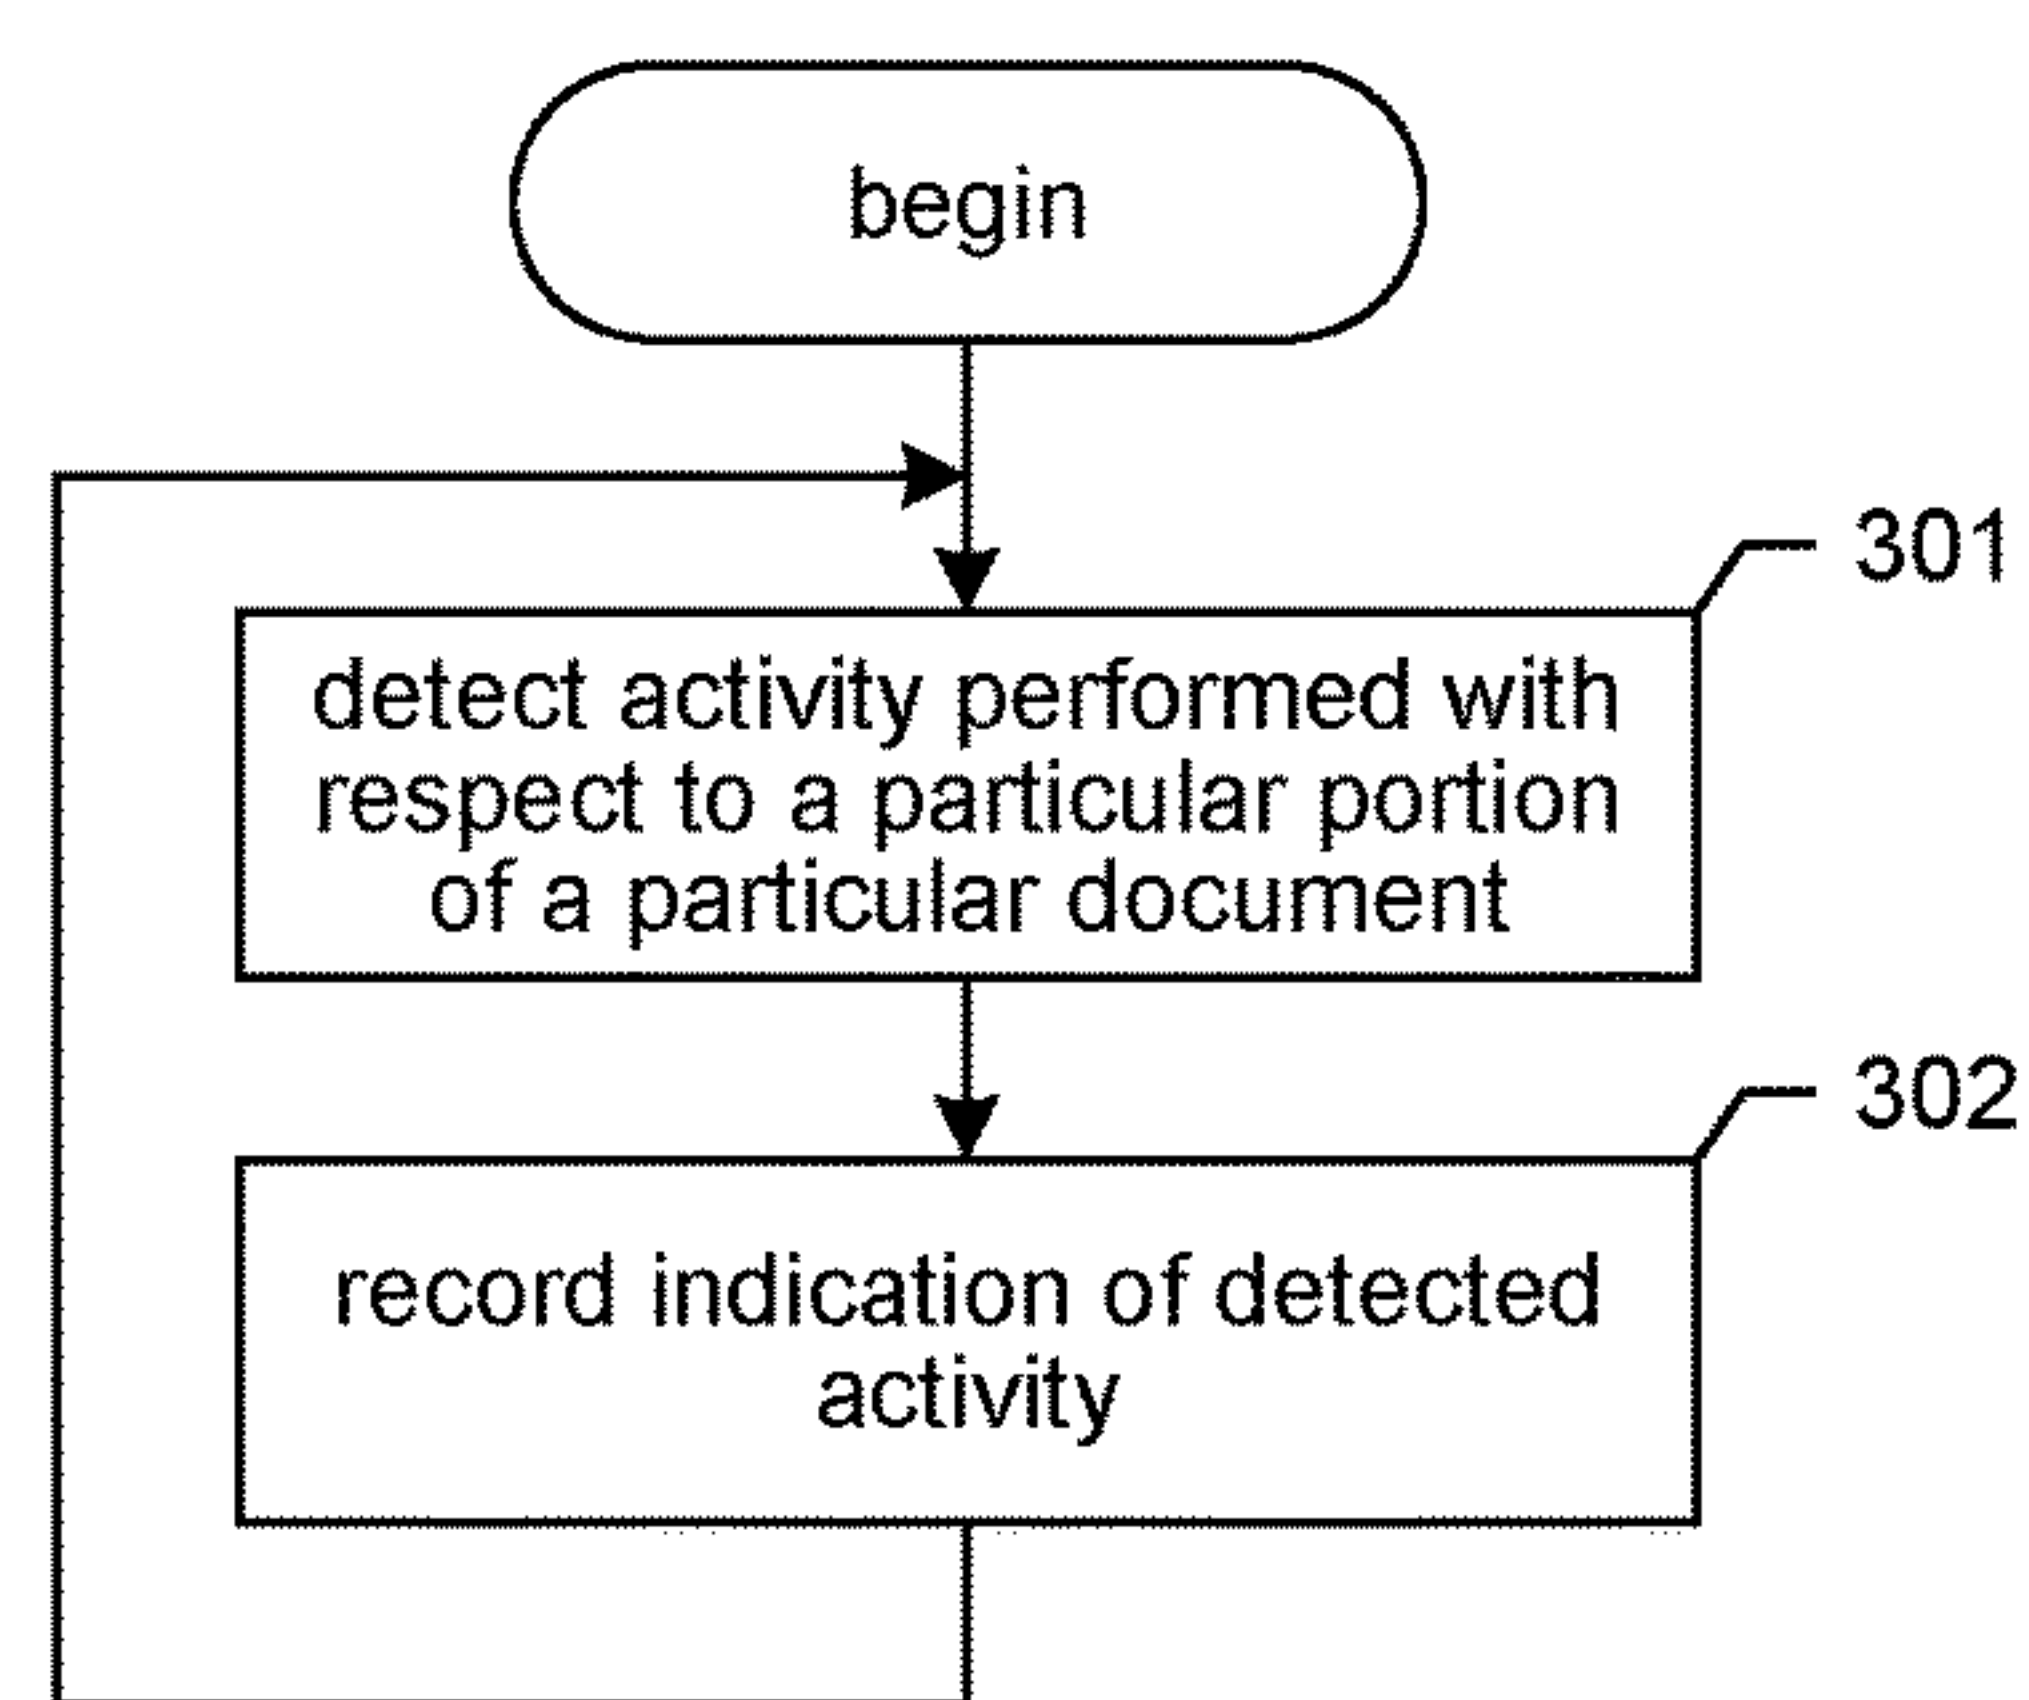 begin
301
detect activity performed with
respect to a particular portion
of a particular document
302
record indication of detected
activity